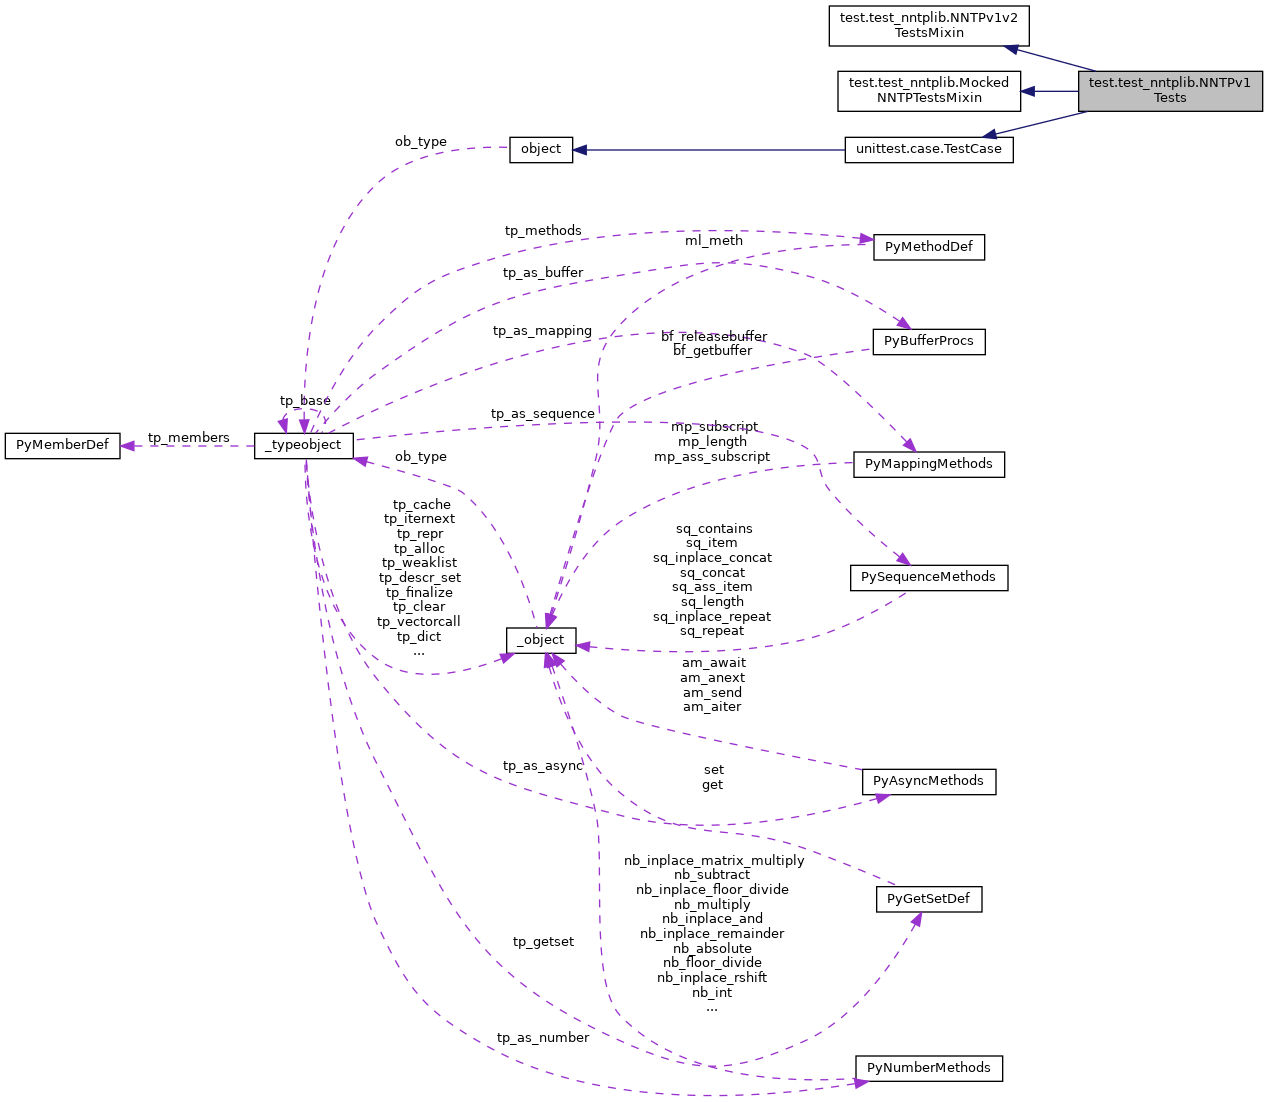 test.test_nntplib.NNTPv1v2
TestsMixin
test.test_nntplib.Mocked
NNTPTestsMixin
test.test_nntplib.NNTPv1
Tests
ob_type
object
unittest.case.TestCase
tp_methods
ml_meth
PyMethodDef
tp_as_buffer
tp_as_mapping
bf_releasebuffer
bf_getbuffer
PyBufferProcs
tp_base
PyMemberDef
tp_members
_typeobject
tp_as_sequence
mp_subscript
mp_length
mp_ass_subscript
PyMappingMethods
ob_type
tp_cache
tp_iternext
tp_repr
tp_alloc
tp_weaklist
tp_descr_set
tp_finalize
tp_clear
tp_vectorcall
tp_dict
...
sq_contains
sq_item
sq_inplace_concat
sq_concat
sq_ass_item
sq_length
sq_inplace_repeat
sq_repeat
PySequenceMethods
_object
am_await
am_anext
am_send
am_aiter
tp_as_async
set
get
PyAsyncMethods
nb_inplace_matrix_multiply
nb_subtract
nb_inplace_floor_divide
nb_multiply
nb_inplace_and
nb_inplace_remainder
nb_absolute
nb_floor_divide
nb_inplace_rshift
nb_int
...
PyGetSetDef
tp_getset
tp_as_number
PyNumberMethods